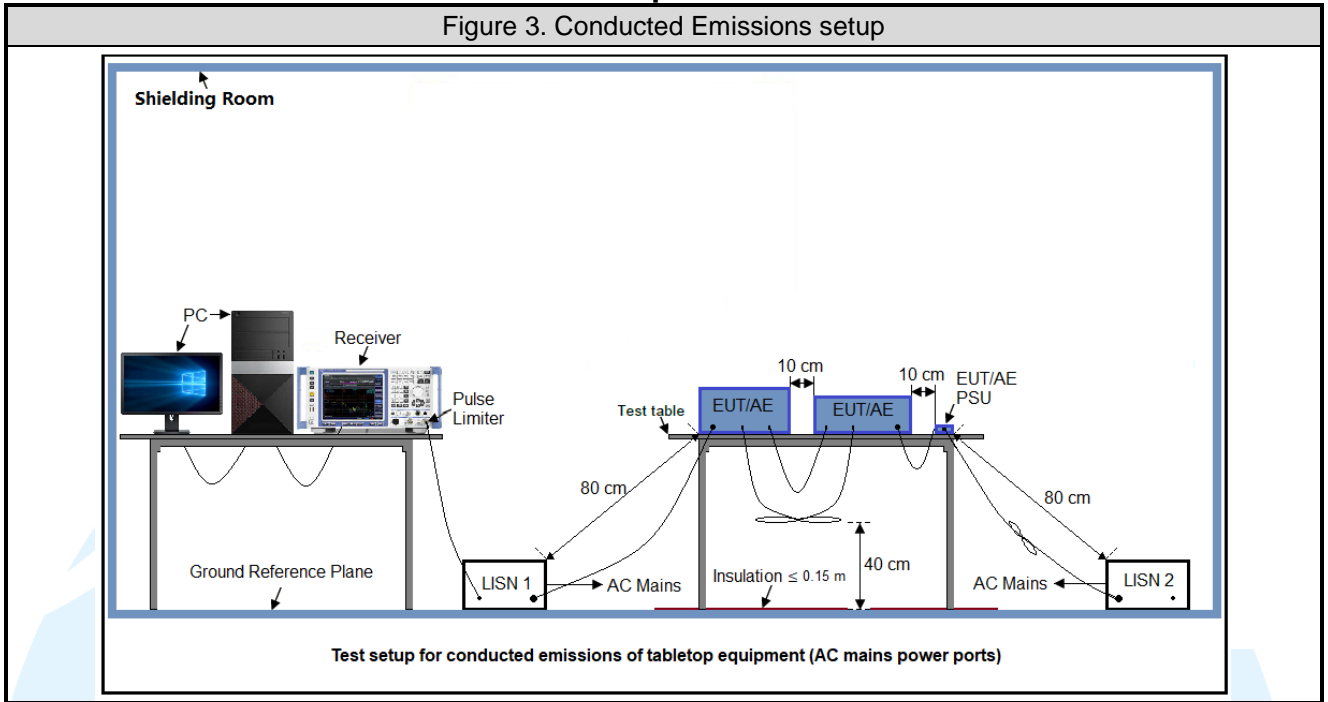 Figure 3. Conducted Emissions setup
Shielding Room
PC
Receiver
Pulse
Limiter
10 cm
10 cm
EUT/AE
PSU
Test table
EUT/AE
EUT/AE
80 cm
80 cm
40 cm
Ground Reference Plane
LISN 1
AC Mains
Insulation ≤ 0.15 m
AC Mains
LISN 2
Test setup for conducted emissions of tabletop equipment (AC mains power ports)